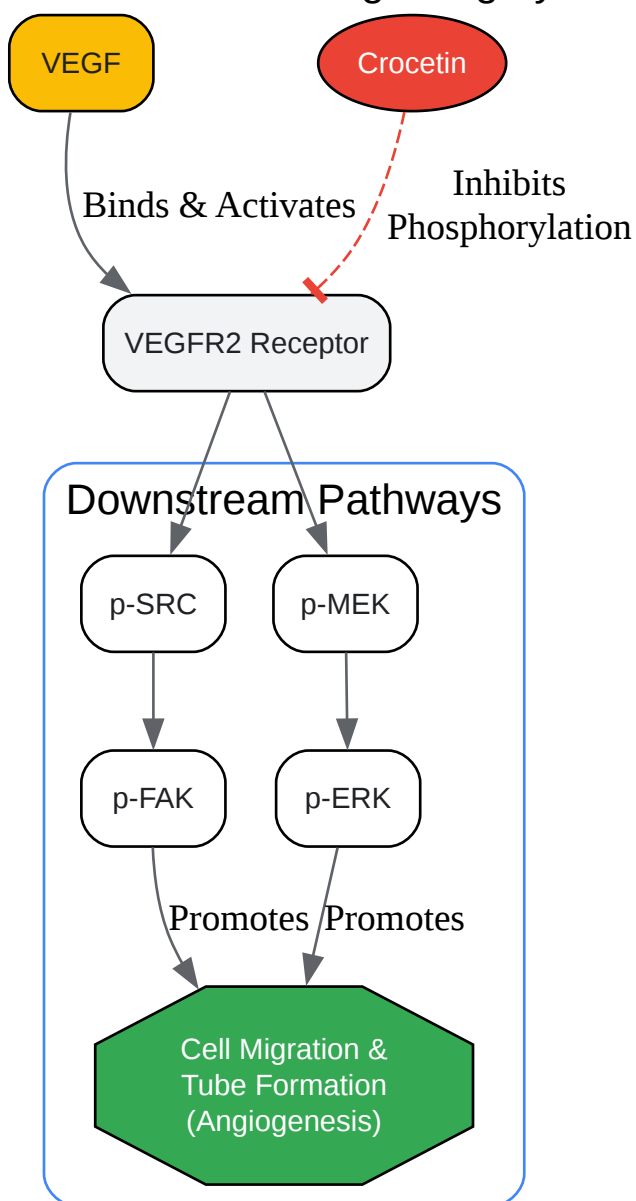 VEGF
Crocetin
Binds & Activates
Inhibits
Phosphorylation
VEGFR2 Receptor
Downstream Pathways
p-SRC
p-MEK
p-FAK
p-ERK
Promotes
Promotes
Cell Migration &
Tube Formation
(Angiogenesis)